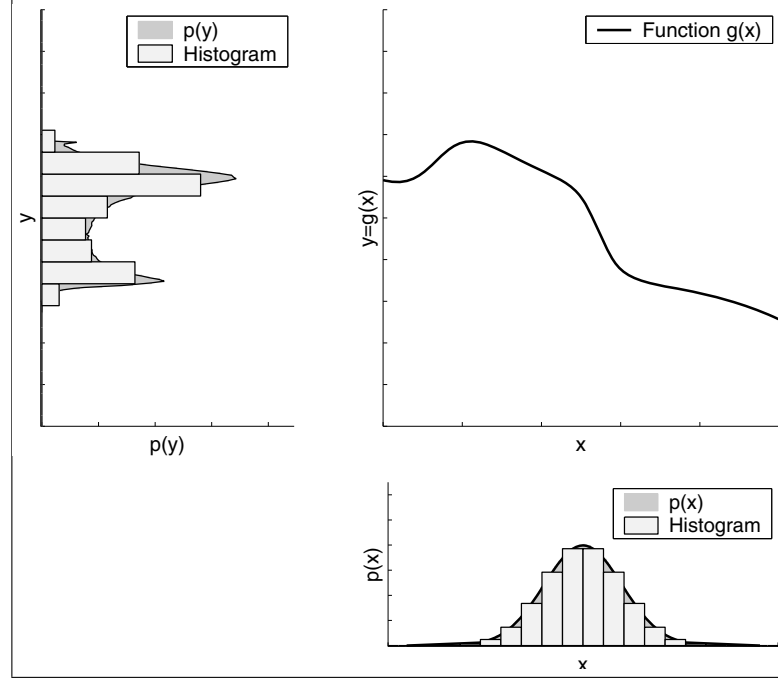 p(y)
Histogram
y
p(y)
Function g(x)
y=g(x)
x
p(x)
Histogram
p(x)
x